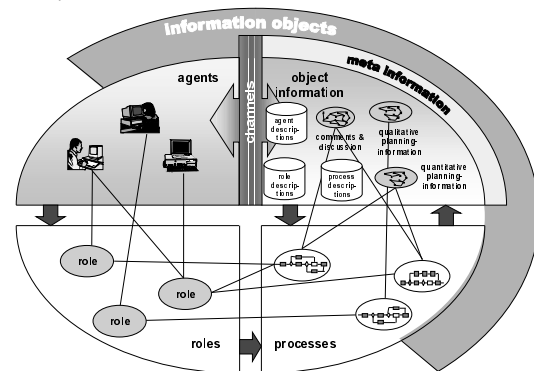 information objects
meta information
agents
object
information
channels
agent
descrip-
tions
comments &
discussion
qualitative
planning-
information
quantitative
planning-
information
role
descrip-
tions
process
descrip-
tions
role
role
role
roles
processes